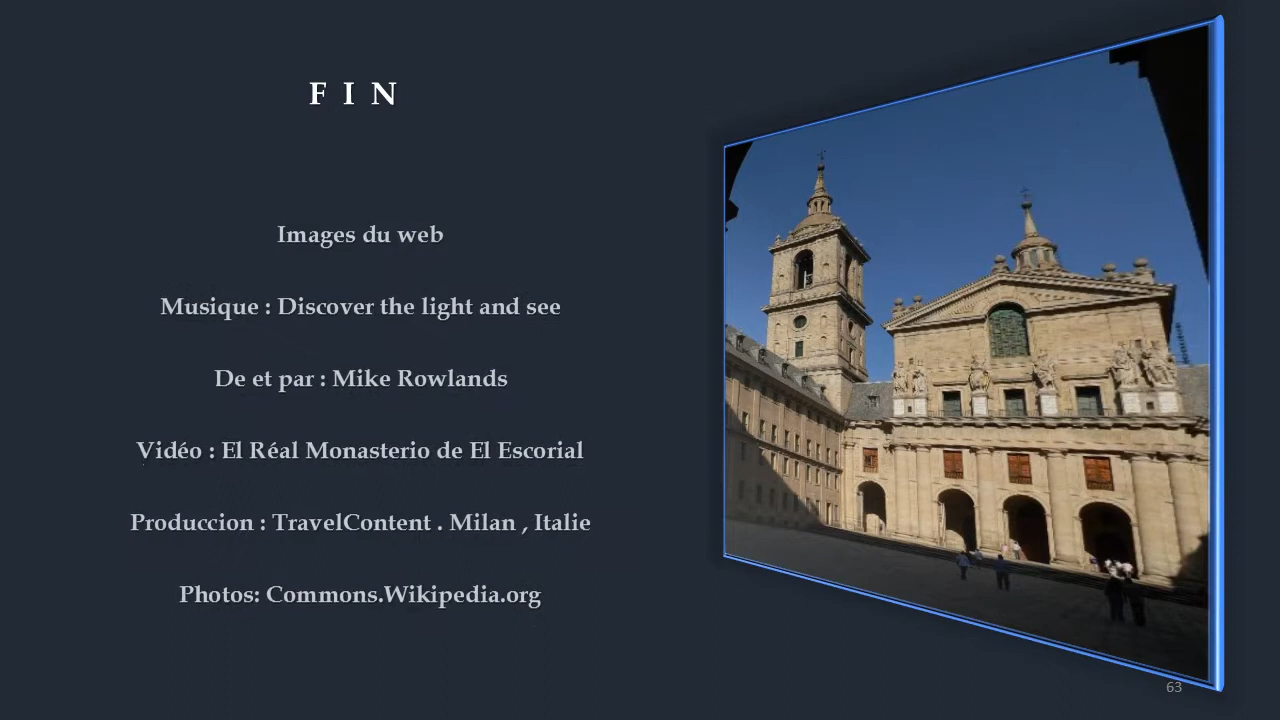 F I N
Images du web
Musique : Discover the light and see
De et par : Mike Rowlands
Vidéo : El Réal Monasterio de El Escorial
Produccion : TravelContent . Milan , Italie
Photos: Commons.Wikipedia.org
63